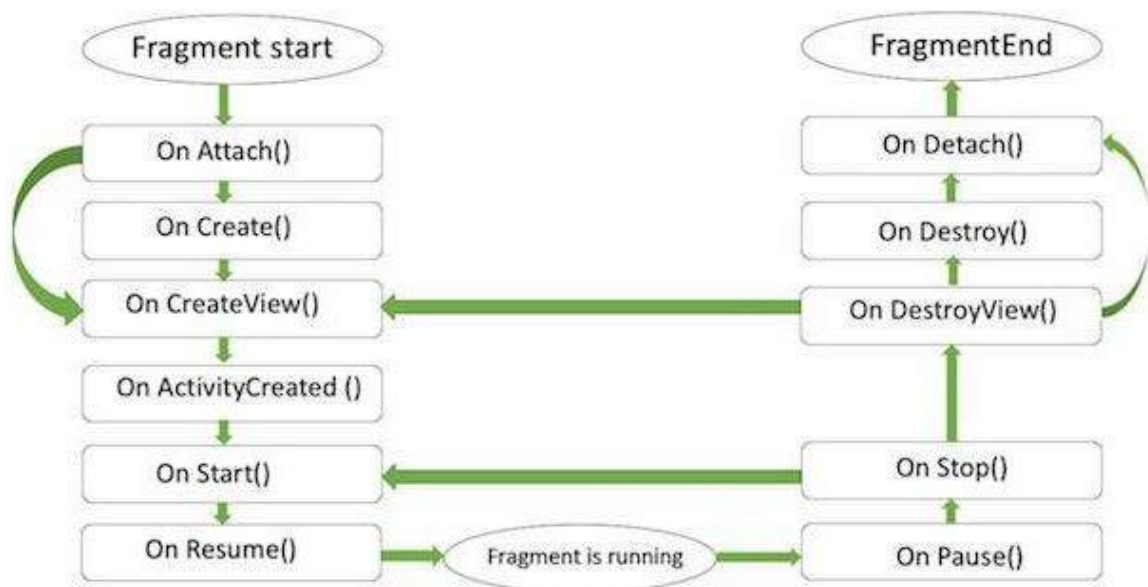 Fragment start
On Attach()
On Create()
On CreateView()
On ActivityCreated ()
On Start()
On Resume()
Fragment is running
On Pause()
On Stop()
On DestroyView()
On Destroy()
On Detach()
FragmentEnd